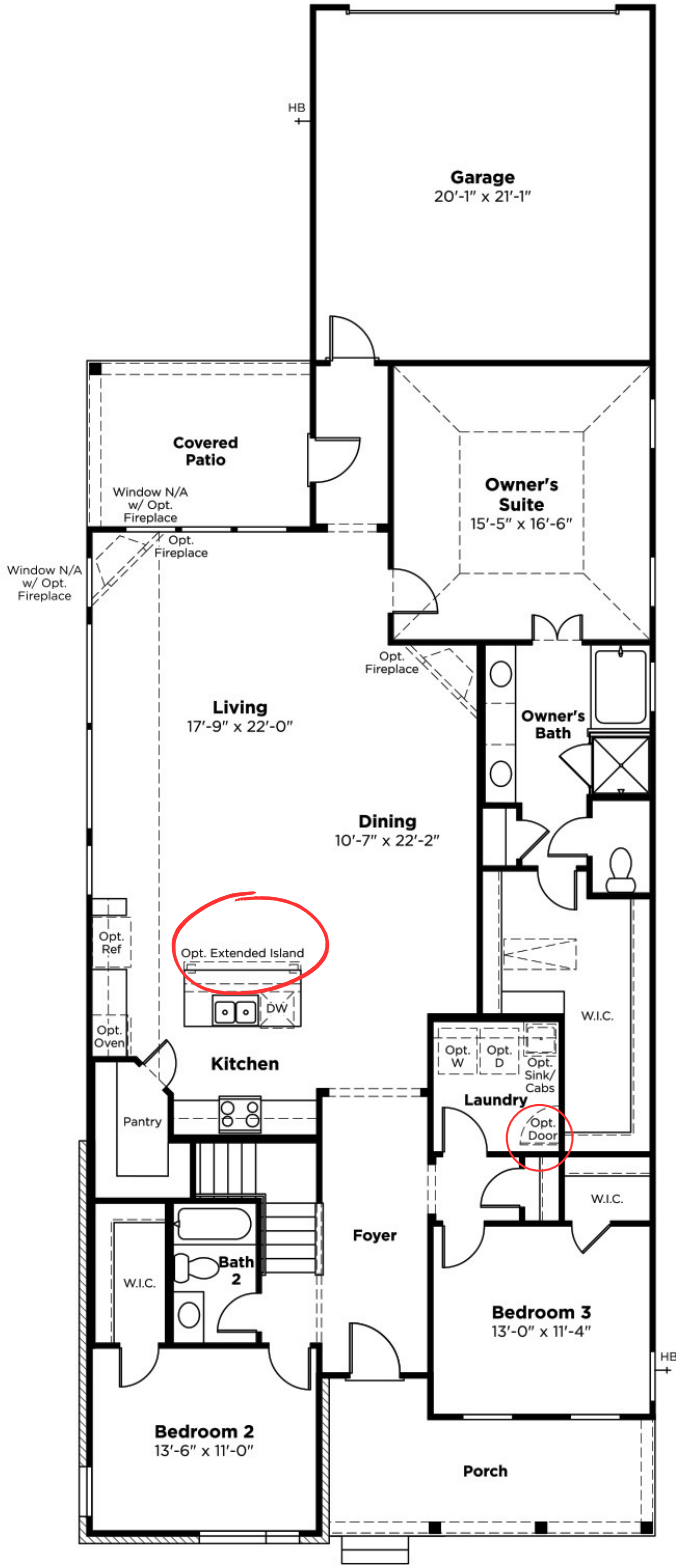 HB
Garage
20'-1" x 21'-1"
Covered
Patio
Window N/A
w/ Opt.
Fireplace
Opt.
Fireplace
Window N/A
w/ Opt.
Fireplace
Owner's
Suite
15'-5" x 16'-6"
Opt.
Fireplace
Living
17'-9" x 22'-0"
Owner's
Bath
Dining
10'-7" x 22'-2"
Opt.
Ref
Opt. Extended Island
DW
Opt.
Oven
Kitchen
W.I.C.
Opt.
W
Opt.
D
Opt.
Sink/
Cabs
Laundry
Opt.
Door
Pantry
W.I.C.
Foyer
Bath
2
W.I.C.
Bedroom 3
13'-0" x 11'-4"
HB
Bedroom 2
13'-6" x 11'-0"
Porch